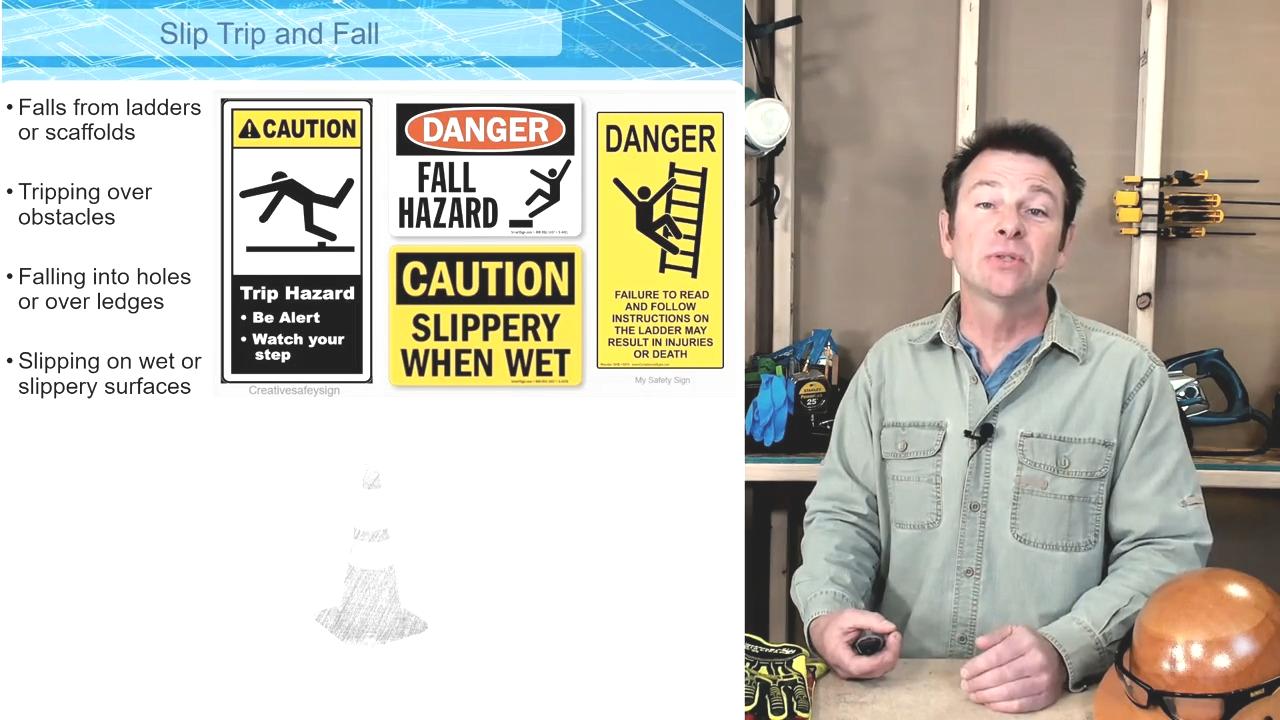 Slip Trip and Fall
• Falls from ladders
or scaffolds
• Tripping over
obstacles
• Falling into holes
or over ledges
• Slipping on wet or
slippery surfaces
CAUTION
Trip Hazard
• Be Alert
• Watch your
step
Creativesafeysign
DANGER
FALL
HAZARD
CAUTION
SLIPPERY
WHEN WET
DANGER
FAILURE TO READ
AND FOLLOW
INSTRUCTIONS ON
THE LADDER MAY
RESULT IN INJURIES
OR DEATH
My Safety Sign
STANLEY
25'